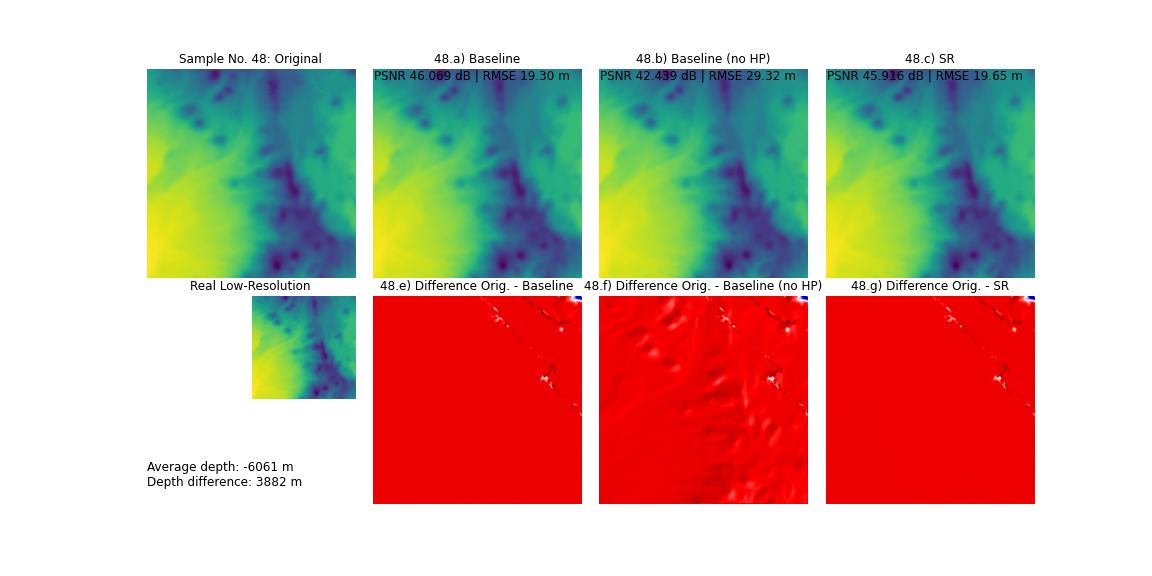 Sample No. 48: Original
48.a) Baseline
48.b) Baseline (no HP)
48.c) SR
PSNR 46.069 dB | RMSE 19.30 m
PSNR 42.439 dB | RMSE 29.32 m
PSNR 45.916 dB | RMSE 19.65 m
Real Low-Resolution
48.e) Difference Orig. - Baseline
48.f) Difference Orig. - Baseline (no HP)
48.g) Difference Orig. - SR
Average depth: -6061 m
Depth difference: 3882 m